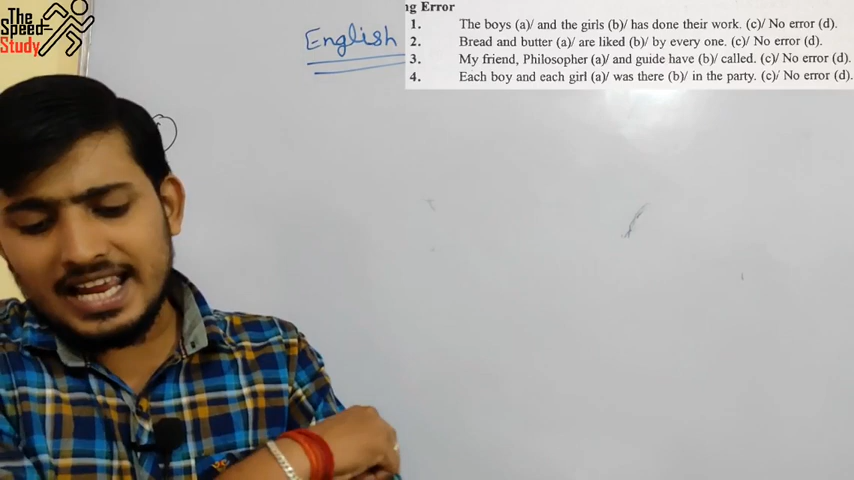 The
Speed-
Study
English
ng Error
1. The boys (a)/ and the girls (b)/ has done their work. (c)/ No error (d).
2. Bread and butter (a)/ are liked (b)/ by every one. (c)/ No error (d).
3. My friend, Philosopher (a)/ and guide have (b)/ called. (c)/ No error (d).
4. Each boy and each girl (a)/ was there (b)/ in the party. (c)/ No error (d).